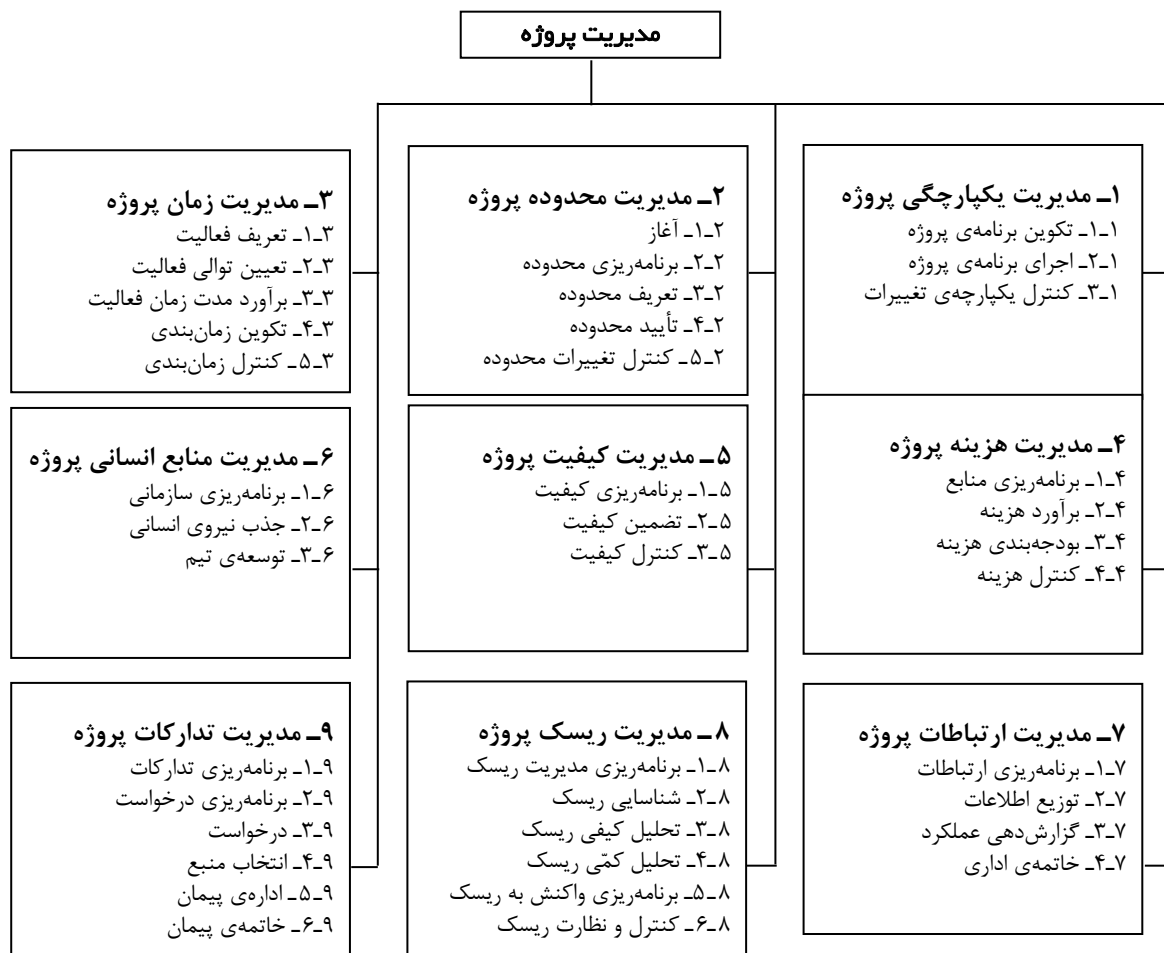 مدیریت پروژه
۱ـ مدیریت یکپارچگی پروژه
۱ـ۱ـ تکوین برنامه‌ی پروژه
۱ـ۲ـ اجرای برنامه‌ی پروژه
۱ـ۳ـ کنترل یکپارچه‌ی تغییرات
۲ـ مدیریت محدوده پروژه
۲ـ۱ـ آغاز
۲ـ۲ـ برنامه‌ریزی محدوده
۲ـ۳ـ تعریف محدوده
۲ـ۴ـ تأیید محدوده
۲ـ۵ـ کنترل تغییرات محدوده
۳ـ مدیریت زمان پروژه
۳ـ۱ـ تعریف فعالیت
۳ـ۲ـ تعیین توالی فعالیت
۳ـ۳ـ برآورد مدت زمان فعالیت
۳ـ۴ـ تکوین زمان‌بندی
۳ـ۵ـ کنترل زمان‌بندی
۴ـ مدیریت هزینه پروژه
۴ـ۱ـ برنامه‌ریزی منابع
۴ـ۲ـ برآورد هزینه
۴ـ۳ـ بودجه‌بندی هزینه
۴ـ۴ـ کنترل هزینه
۵ـ مدیریت کیفیت پروژه
۵ـ۱ـ برنامه‌ریزی کیفیت
۵ـ۲ـ تضمین کیفیت
۵ـ۳ـ کنترل کیفیت
۶ـ مدیریت منابع انسانی پروژه
۶ـ۱ـ برنامه‌ریزی سازمانی
۶ـ۲ـ جذب نیروی انسانی
۶ـ۳ـ توسعه‌ی تیم
۷ـ مدیریت ارتباطات پروژه
۷ـ۱ـ برنامه‌ریزی ارتباطات
۷ـ۲ـ توزیع اطلاعات
۷ـ۳ـ گزارش‌دهی عملکرد
۷ـ۴ـ خاتمه‌ی اداری
۸ـ مدیریت ریسک پروژه
۸ـ۱ـ برنامه‌ریزی مدیریت ریسک
۸ـ۲ـ شناسایی ریسک
۸ـ۳ـ تحلیل کیفی ریسک
۸ـ۴ـ تحلیل کمّی ریسک
۸ـ۵ـ برنامه‌ریزی واکنش به ریسک
۸ـ۶ـ کنترل و نظارت ریسک
۹ـ مدیریت تدارکات پروژه
۹ـ۱ـ برنامه‌ریزی تدارکات
۹ـ۲ـ برنامه‌ریزی درخواست
۹ـ۳ـ درخواست
۹ـ۴ـ انتخاب منبع
۹ـ۵ـ اداره‌ی پیمان
۹ـ۶ـ خاتمه‌ی پیمان